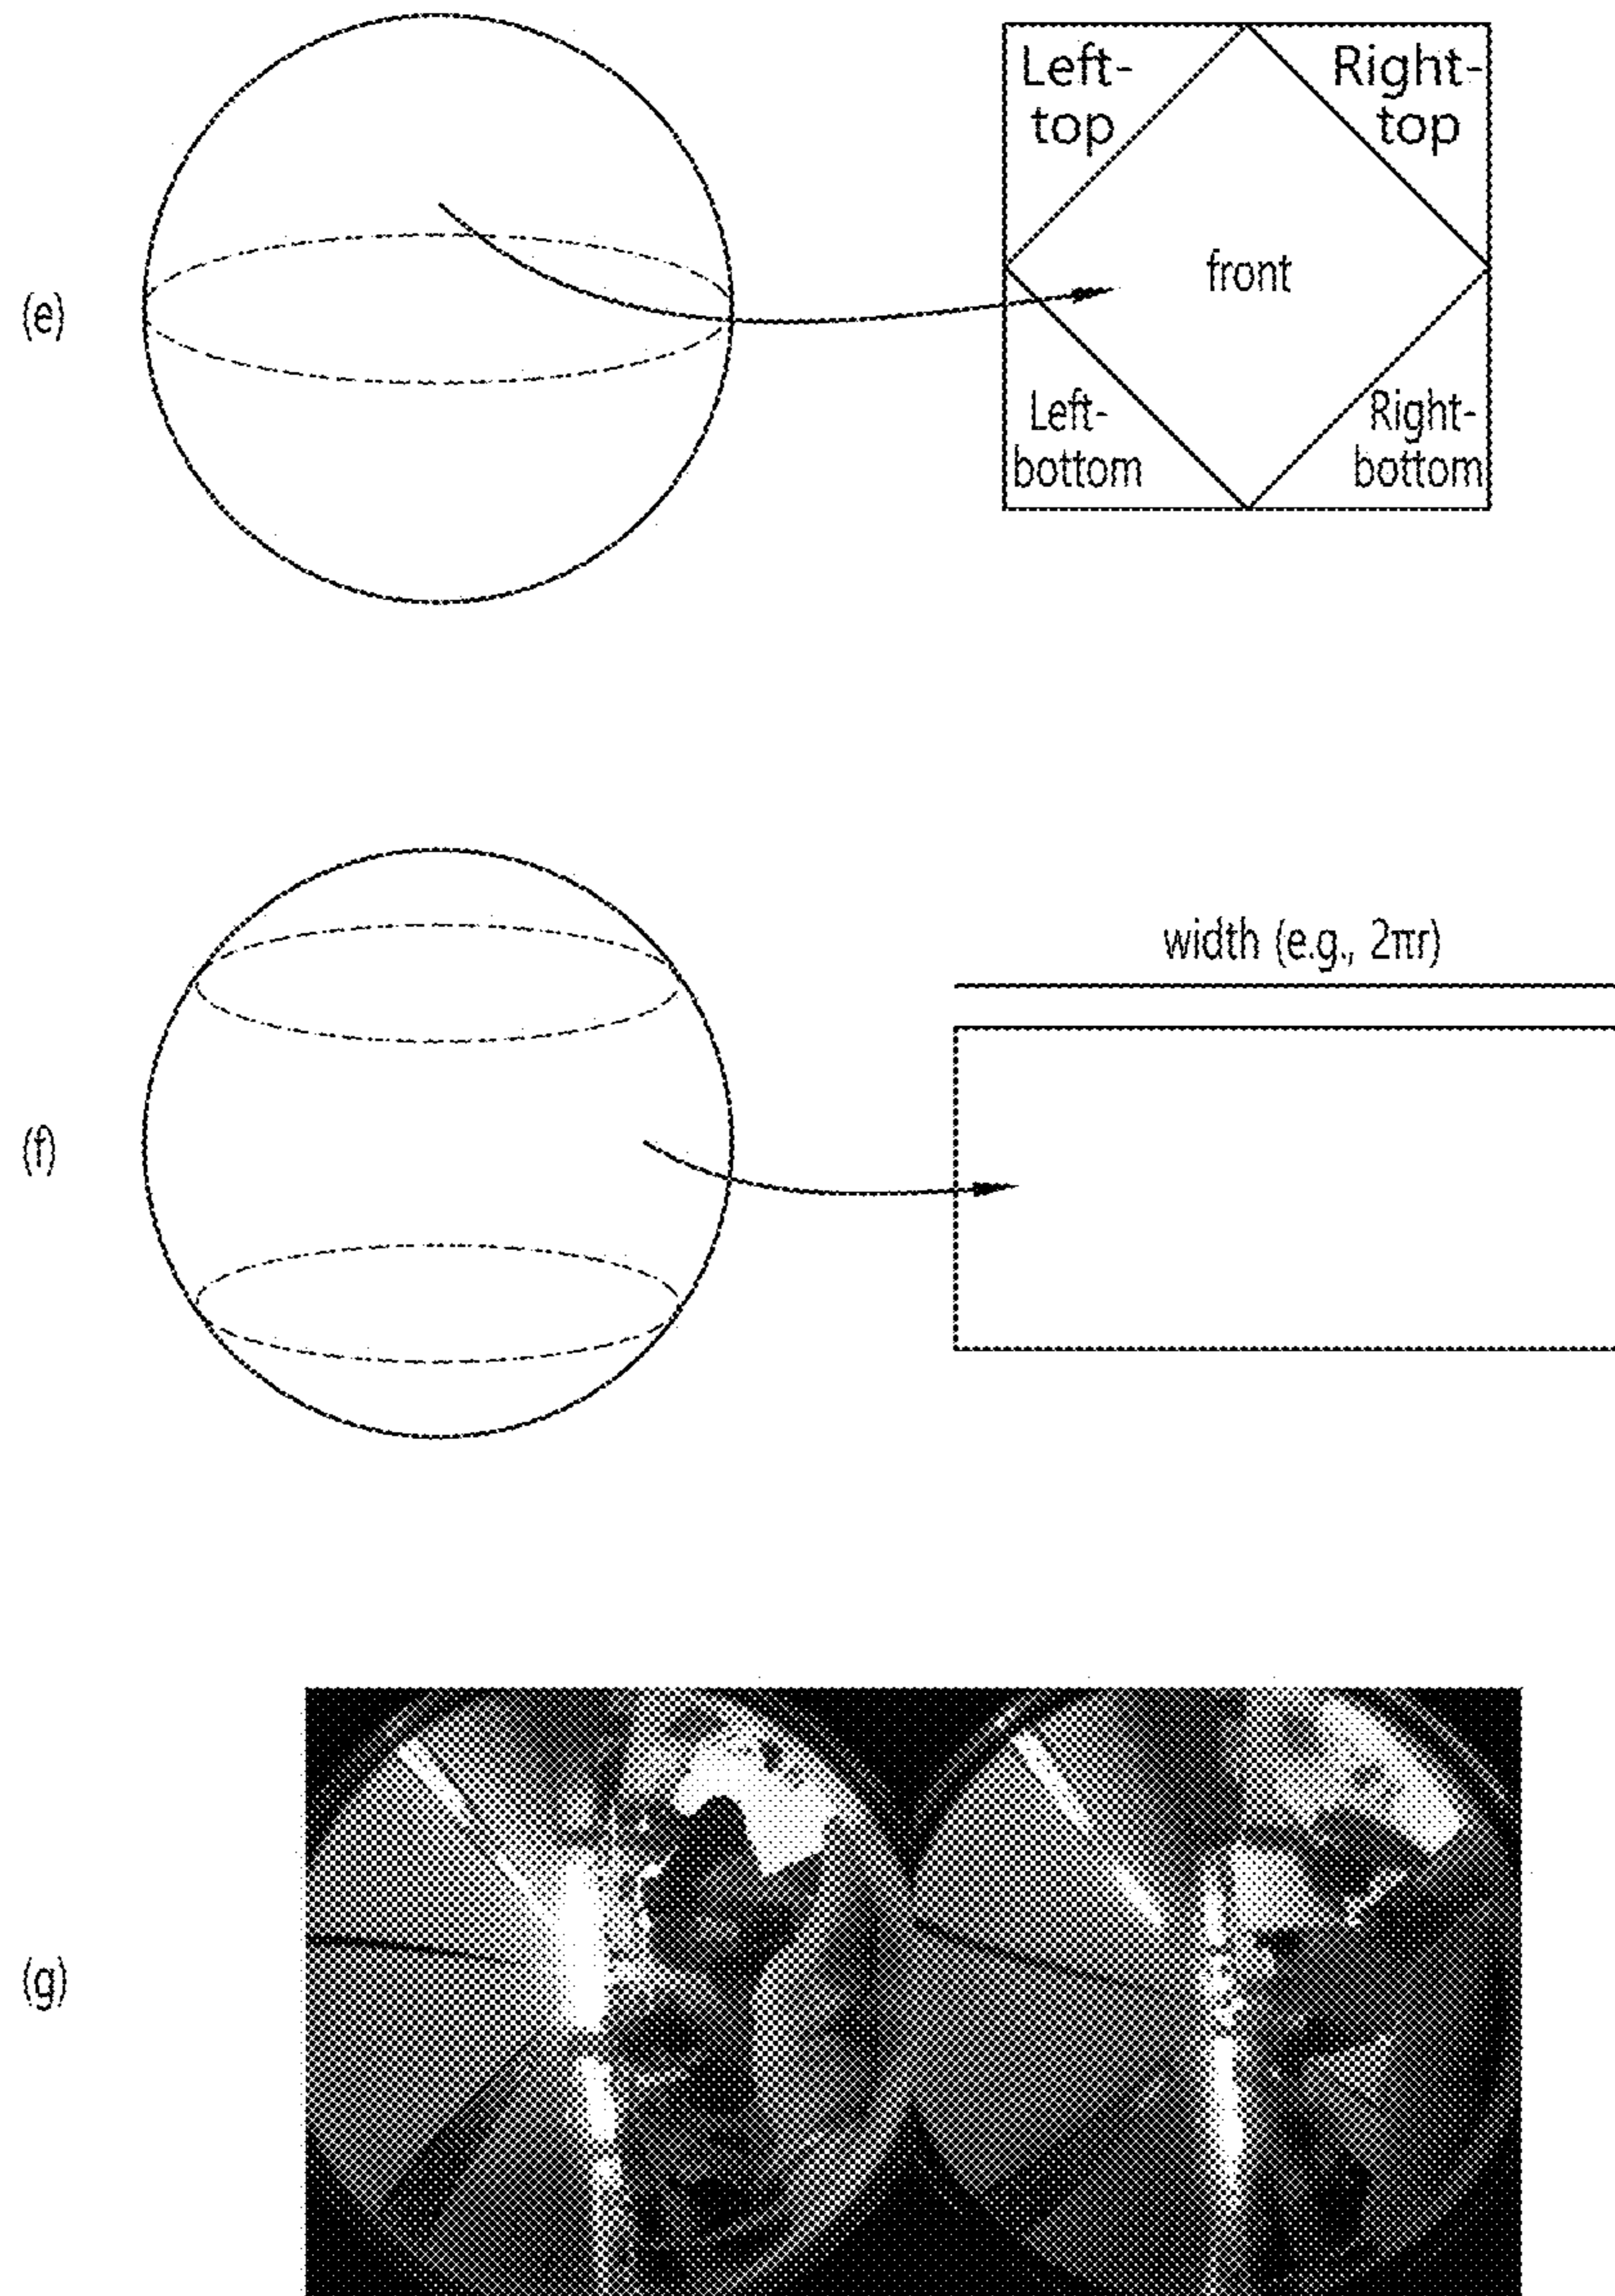 (e)
Left-
top
Right-
top
front
Left-
bottom
Right-
bottom
(f)
width (e.g., 2πr)
(g)